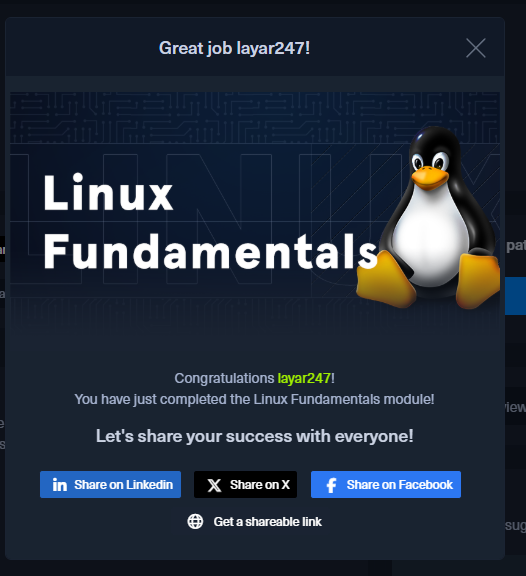 Great job layar247!
Linux
Fundamentals
Congratulations layar247!
You have just completed the Linux Fundamentals module!
Let's share your success with everyone!
Share on Linkedin
Share on X
Share on Facebook
Get a shareable link